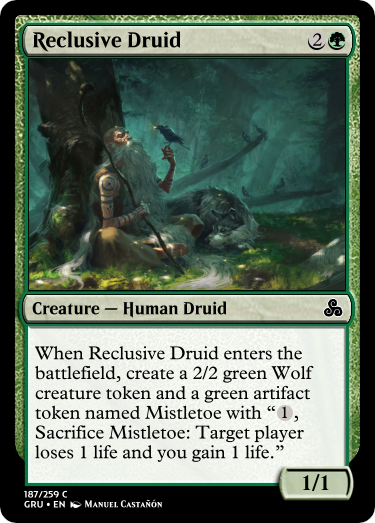 Reclusive Druid 2
Creature — Human Druid
When Reclusive Druid enters the
battlefield, create a 2/2 green Wolf
creature token and a green artifact
token named Mistletoe with “1,
Sacrifice Mistletoe: Target player
loses 1 life and you gain 1 life.”
1/1
187/259 C
GRU • EN Manuel Castañón